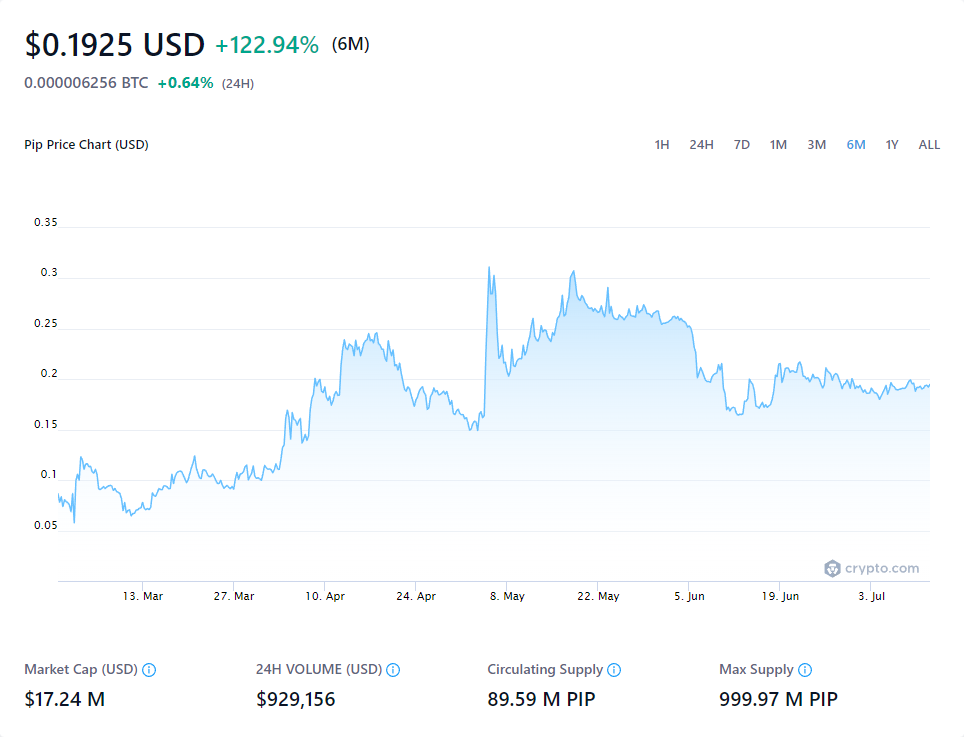 $0.1925 USD +122.94% (6M)
0.000006256 BTC +0.64% (24H)
Pip Price Chart (USD) 1H 24H 7D 1M 3M 6M 1Y ALL
0.35
0.3
0.25
0.2
0.15
0.1
0.05
crypto.com
13. Mar 27. Mar 10. Apr 24. Apr 8. May 22. May 5. Jun 19. Jun 3. Jul
Market Cap (USD) 24H VOLUME (USD) Circulating Supply Max Supply
$17.24 M $929,156 89.59 M PIP 999.97 M PIP